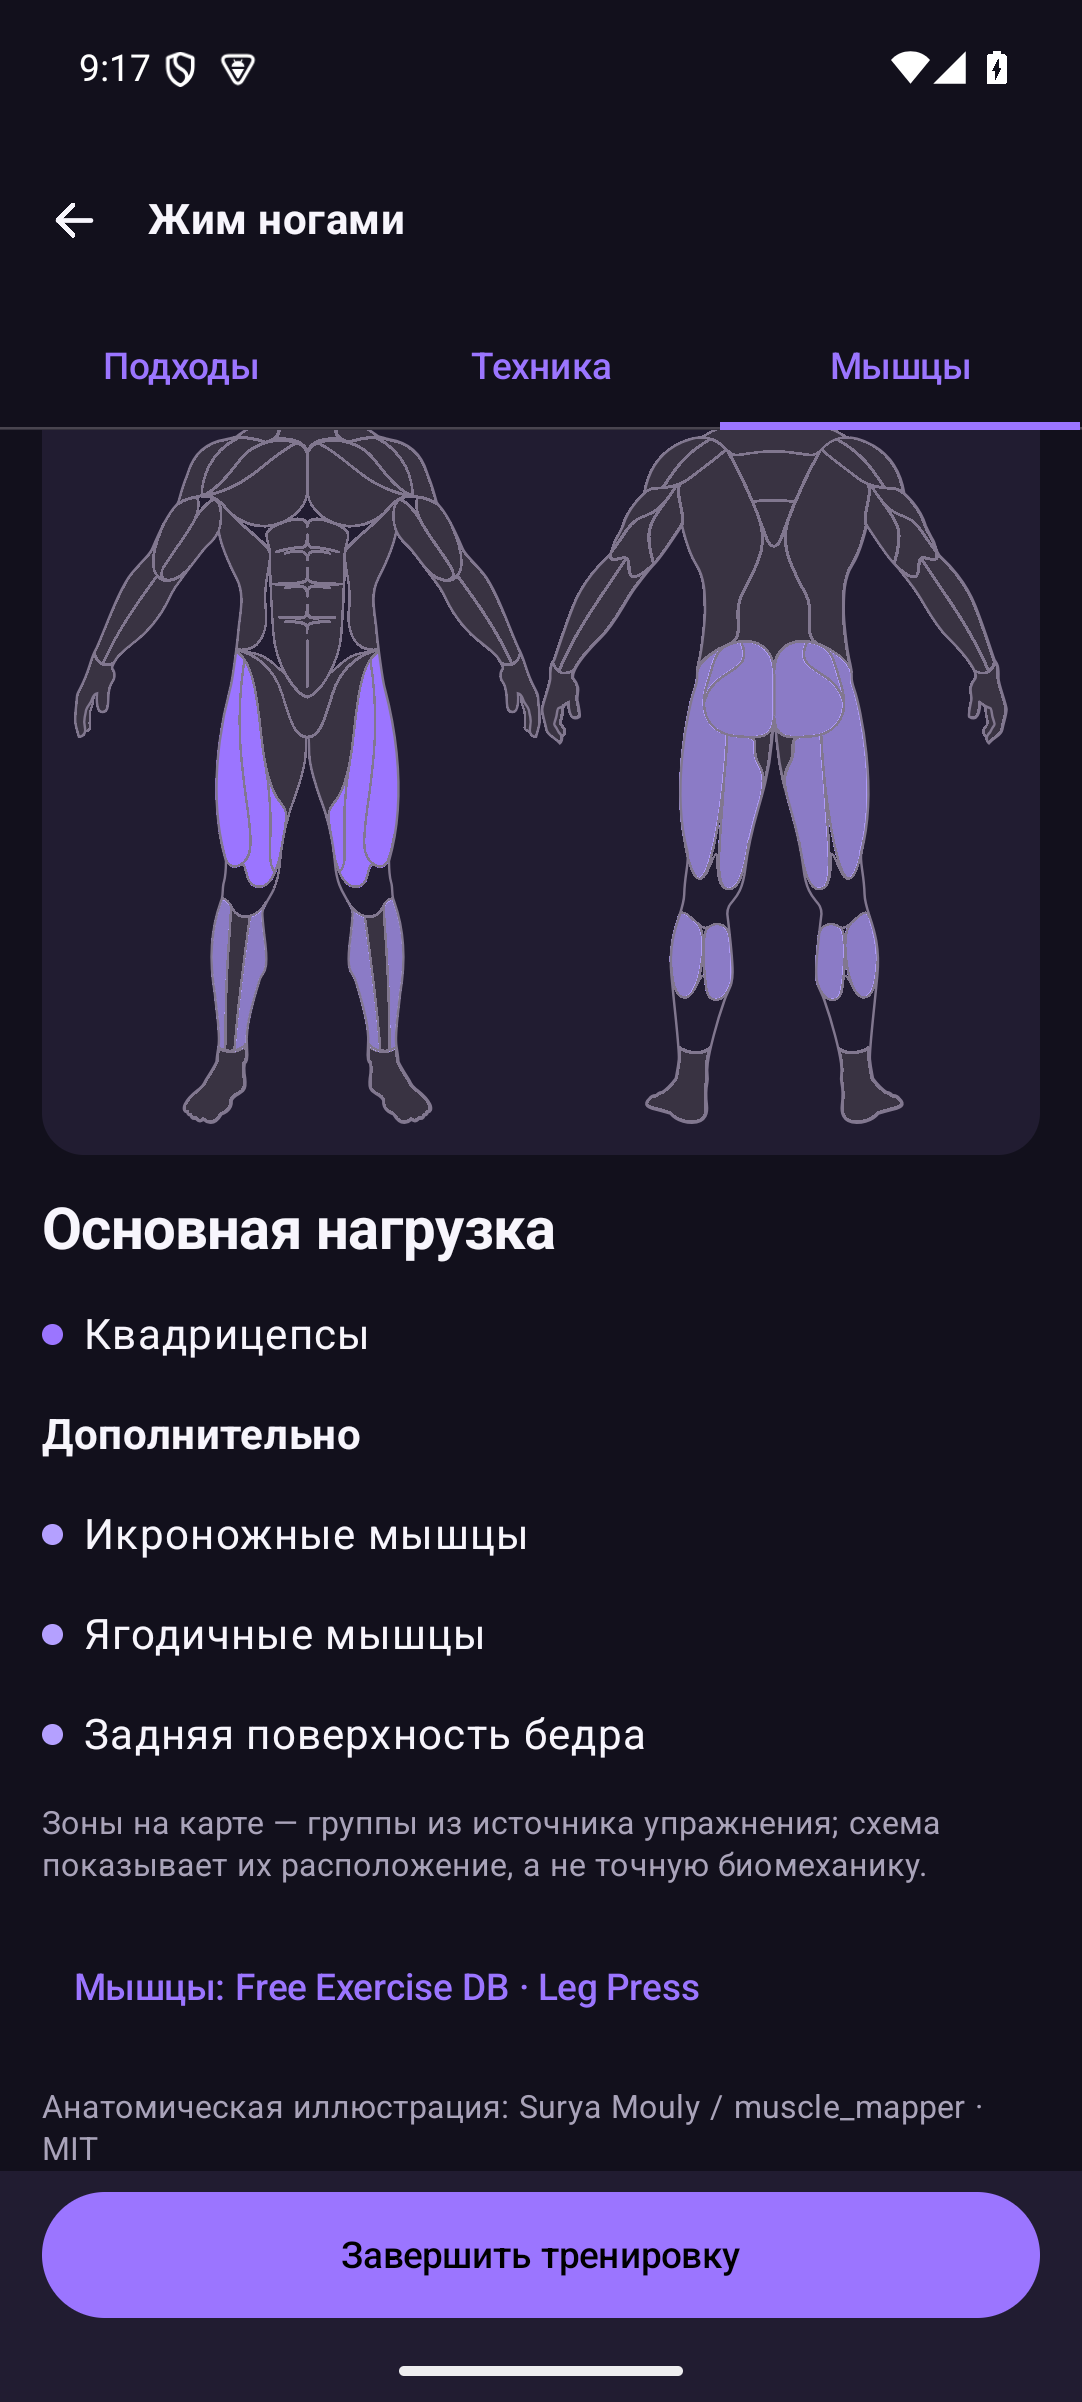 9:17
Жим ногами
Подходы
Техника
Мышцы
Основная нагрузка
Квадрицепсы
Дополнительно
Икроножные мышцы
Ягодичные мышцы
Задняя поверхность бедра
Зоны на карте — группы из источника упражнения; схема
показывает их расположение, а не точную биомеханику.
Мышцы: Free Exercise DB · Leg Press
Анатомическая иллюстрация: Surya Mouly / muscle_mapper ·
MIT
Завершить тренировку